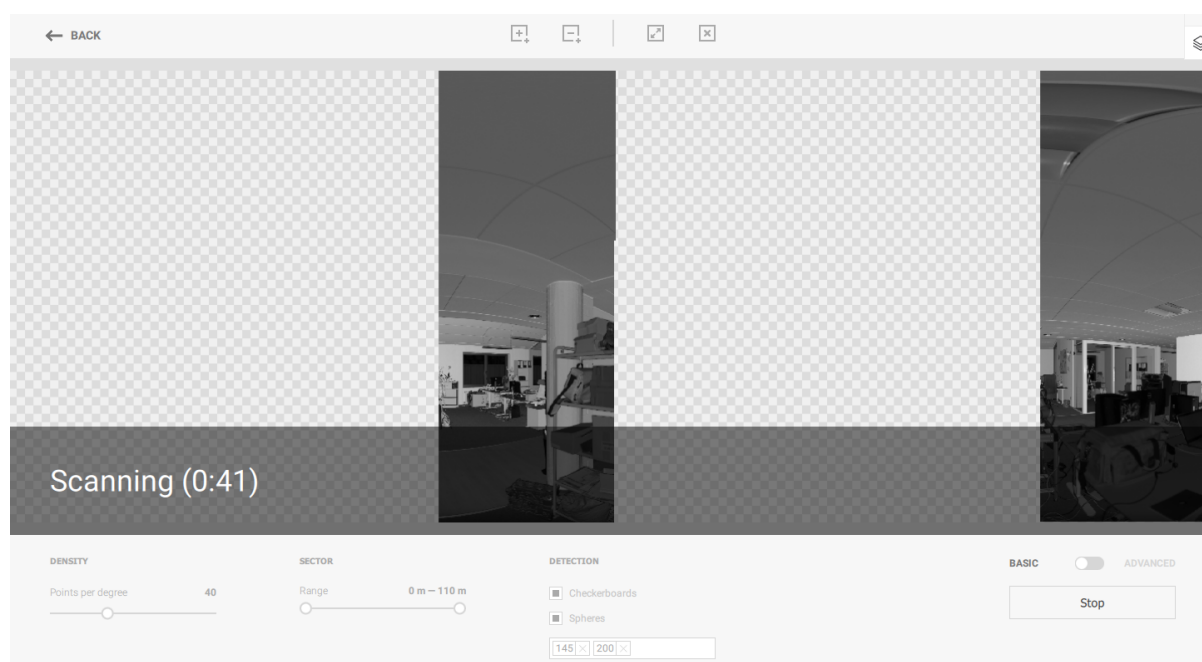 BACK
Scanning (0:41)
DENSITY
Points per degree 40
SECTOR
Range 0 m – 110 m
DETECTION
Checkerboards
Spheres
145 200
BASIC ADVANCED
Stop